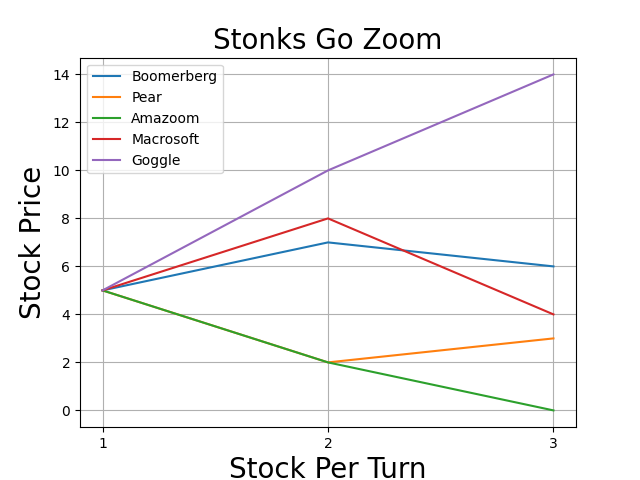 Stonks Go Zoom
Stock Price
14
12
10
8
6
4
2
0
Boomerberg
Pear
Amazoom
Macrosoft
Goggle
1 2 3
Stock Per Turn